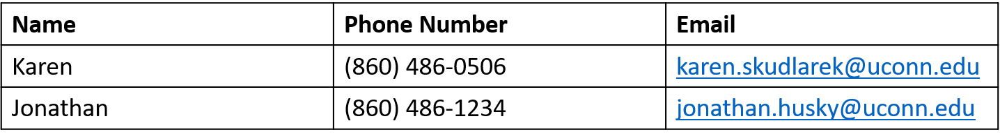 Name Phone Number Email
Karen (860) 486-0506 karen.skudlarek@uconn.edu
Jonathan (860) 486-1234 jonathan.husky@uconn.edu